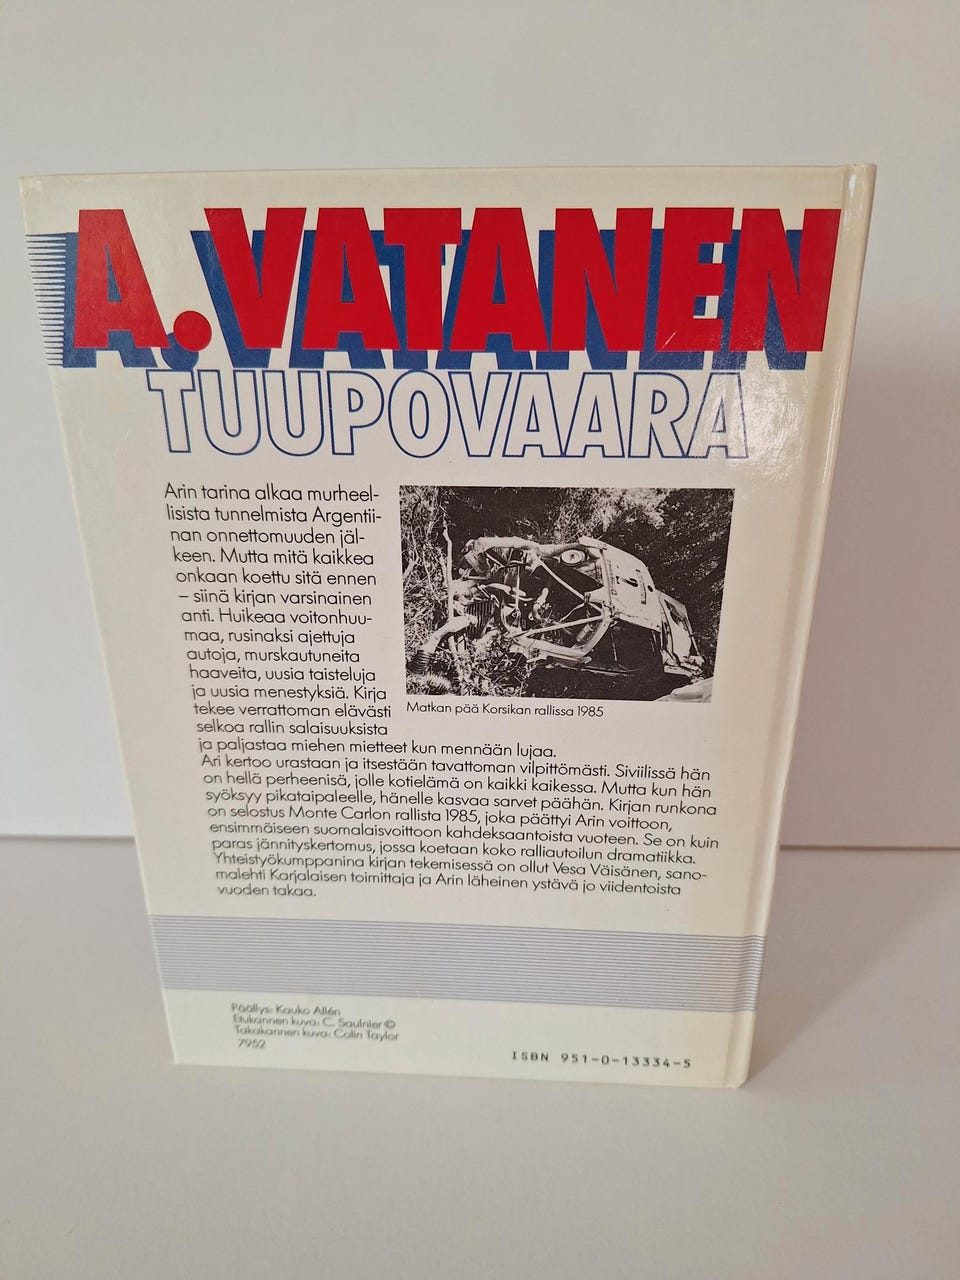 A. VATANEN
TUUPOVAARA
Arin tarina alkaa murheel-
lisista tunnelmista Argentii-
nan onnettomuuden jäl-
keen. Mutta mitä kaikkea
onkaan koettu sitä ennen
– siinä kirjan varsinainen
anti. Huikeaa voitonhuu-
maa, rusinaksi ajettuja
autoja, murskautuneita
haaveita, uusia taisteluja
ja uusia menestyksiä. Kirja
tekee verrattoman elävästi
selkoa rallin salaisuuksista
ja paljastaa miehen mietteet kun mennään lujaa.
Matkan pää Korsikan rallissa 1985
Ari kertoo urastaan ja itsestään tavattoman vilpittömästi. Siviilissä hän
on hellä perheenisä, jolle kotielämä on kaikki kaikessa. Mutta kun hän
syöksyy pikataipaleelle, hänelle kasvaa sarvet päähän. Kirjan runkona
on selostus Monte Carlon rallista 1985, joka päättyi Arin voittoon,
ensimmäiseen suomalaisvoittoon kahdeksaantoista vuoteen. Se on kuin
paras jännityskertomus, jossa koetaan koko ralliautoilun dramatiikka.
Yhteistyökumppanina kirjan tekemisessä on ollut Vesa Väisänen, sano-
malehti Karjalaisen toimittaja ja Arin läheinen ystävä jo viidentoista
vuoden takaa.
Päällys: Kauko Allén
Etukannen kuva: C. Saulnier ©
Takakannen kuva: Colin Taylor
7952
ISBN 951-0-13334-5